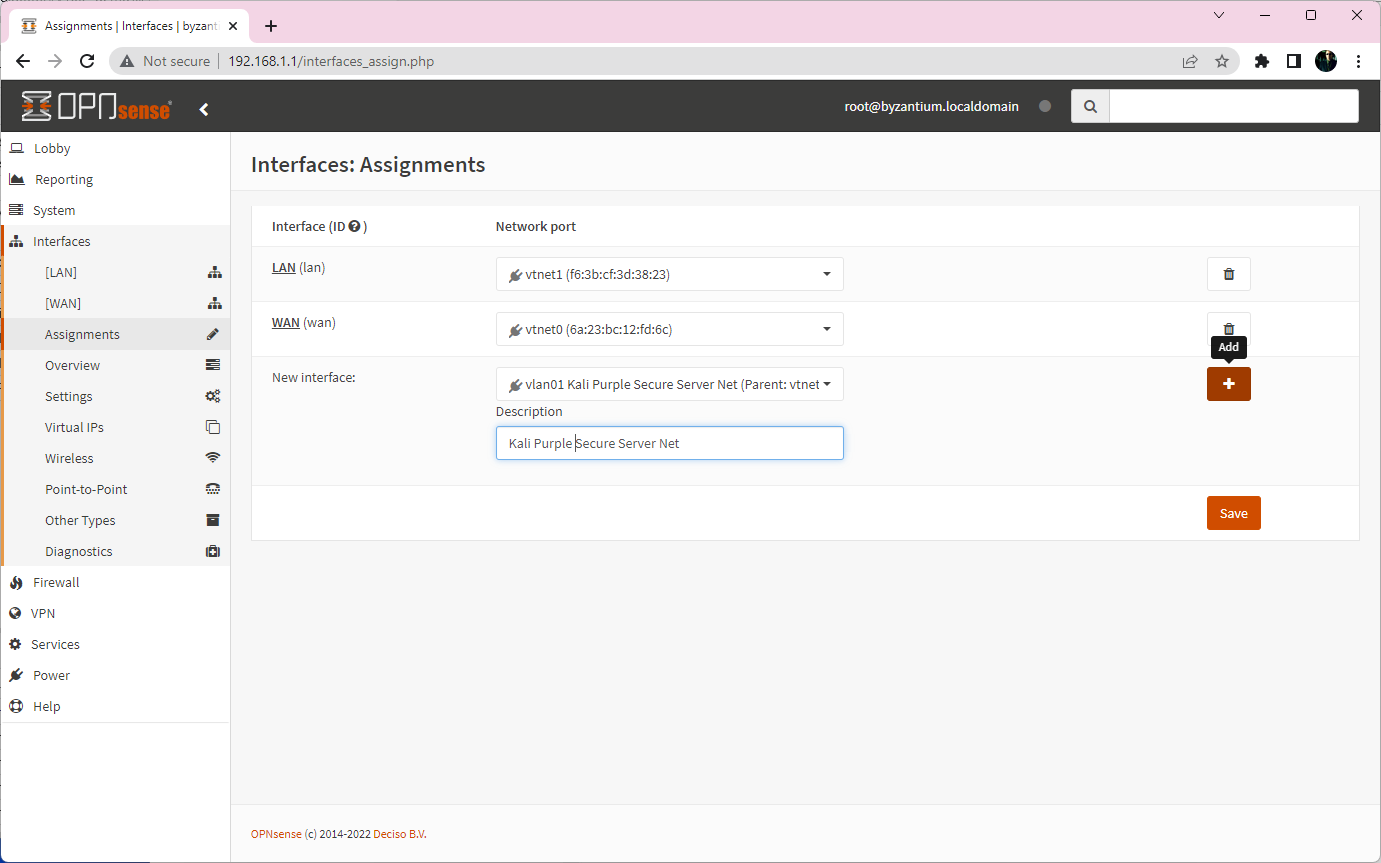 Assignments | Interfaces | byzant
Not secure
192.168.1.1/interfaces_assign.php
OPNsense
root@byzantium.localdomain
Lobby
Reporting
System
Interfaces
[LAN]
[WAN]
Assignments
Overview
Settings
Virtual IPs
Wireless
Point-to-Point
Other Types
Diagnostics
Firewall
VPN
Services
Power
Help
Interfaces: Assignments
Interface (ID ) Network port
LAN (lan) vtnet1 (f6:3b:cf:3d:38:23)
WAN (wan) vtnet0 (6a:23:bc:12:fd:6c)
Add
New interface: vlan01 Kali Purple Secure Server Net (Parent: vtnet
Description
Kali Purple Secure Server Net
Save
OPNsense (c) 2014-2022 Deciso B.V.